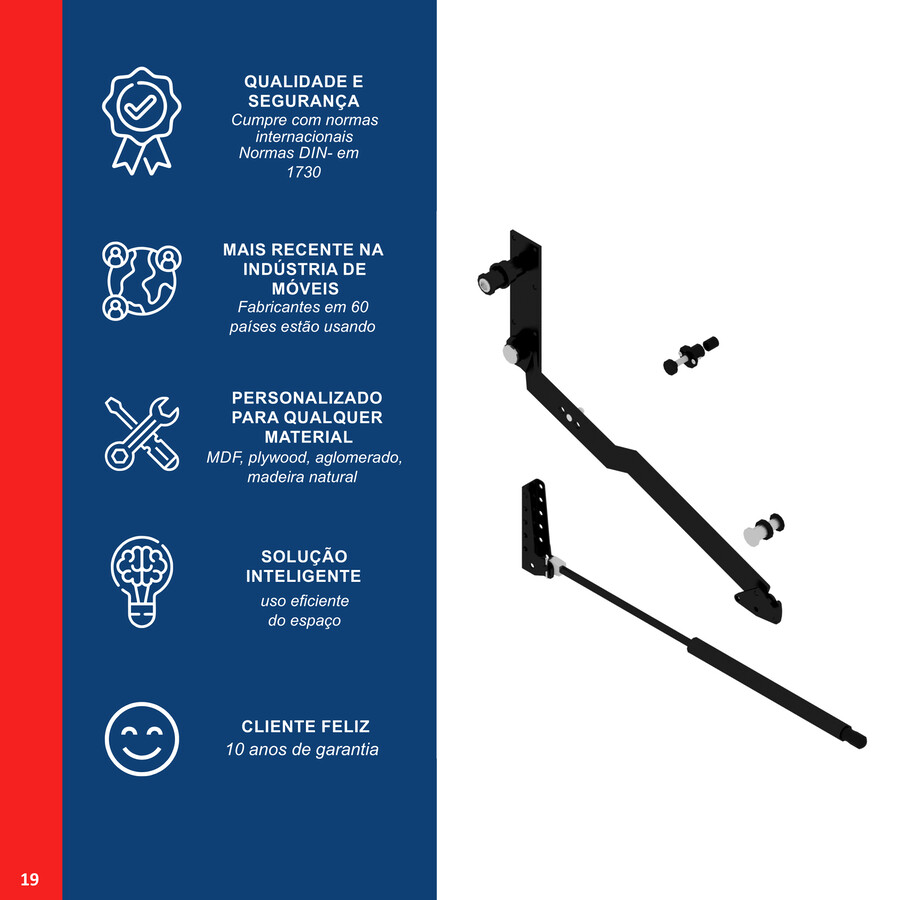 QUALIDADE E
SEGURANÇA
Cumpre com normas
internacionais
Normas DIN- em
1730
MAIS RECENTE NA
INDÚSTRIA DE
MÓVEIS
Fabricantes em 60
países estão usando
PERSONALIZADO
PARA QUALQUER
MATERIAL
MDF, plywood, aglomerado,
madeira natural
SOLUÇÃO
INTELIGENTE
uso eficiente
do espaço
CLIENTE FELIZ
10 anos de garantia
19